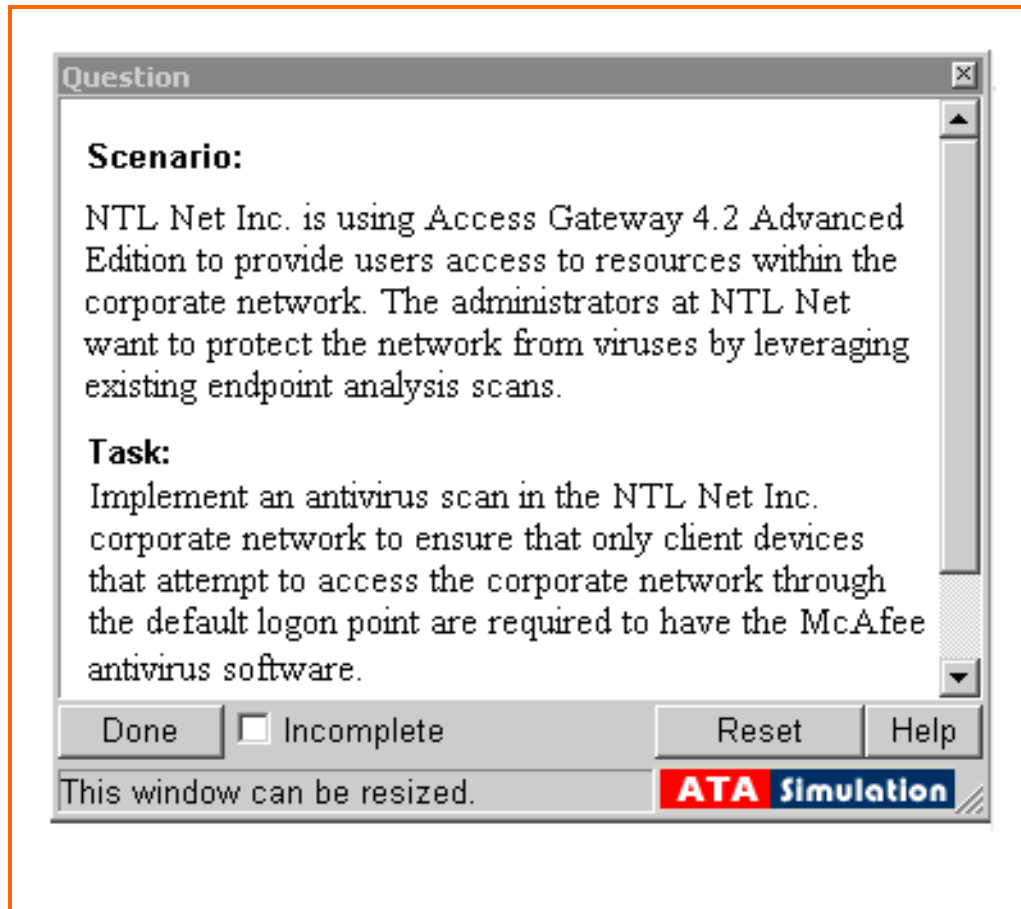 Question
Scenario:
NTL Net Inc. is using Access Gateway 4.2 Advanced
Edition to provide users access to resources within the
corporate network. The administrators at NTL Net
want to protect the network from viruses by leveraging
existing endpoint analysis scans.
Task:
Implement an antivirus scan in the NTL Net Inc.
corporate network to ensure that only client devices
that attempt to access the corporate network through
the default logon point are required to have the McAfee
antivirus software.
Done Incomplete Reset Help
This window can be resized. ATA Simulation